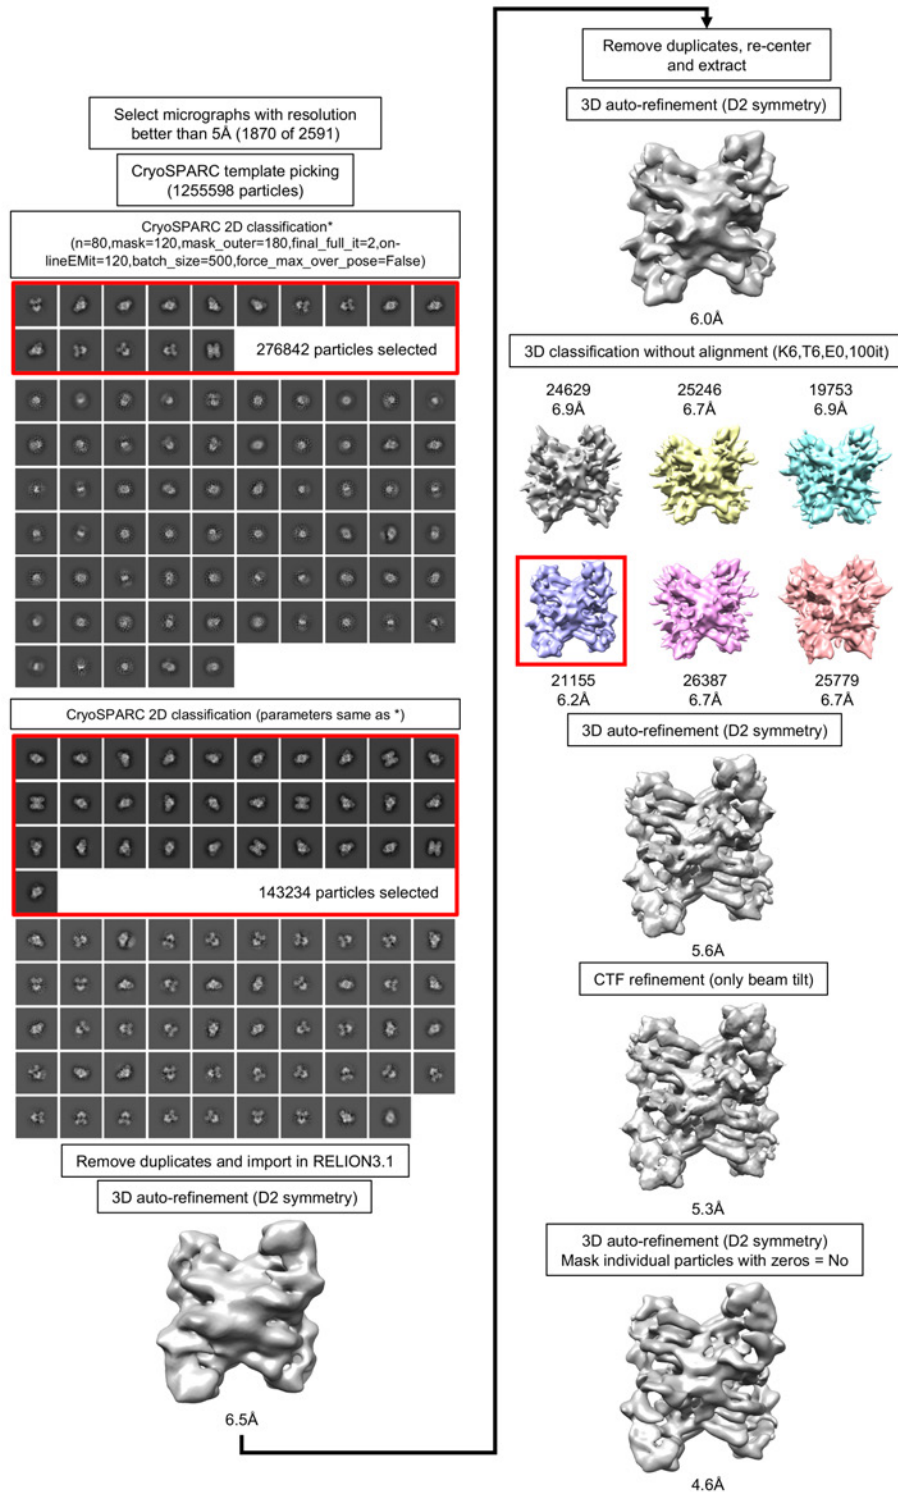 Select micrographs with resolution
better than 5Å (1870 of 2591)
CryoSPARC template picking
(1255598 particles)
CryoSPARC 2D classification*
(n=80,mask=120,mask_outer=180,final_full_it=2,on-
lineEMit=120,batch_size=500,force_max_over_pose=False)
276842 particles selected
CryoSPARC 2D classification (parameters same as *)
143234 particles selected
Remove duplicates and import in RELION3.1
3D auto-refinement (D2 symmetry)
6.5Å
Remove duplicates, re-center
and extract
3D auto-refinement (D2 symmetry)
6.0Å
3D classification without alignment (K6,T6,E0,100it)
24629 25246 19753
6.9Å 6.7Å 6.9Å
21155 26387 25779
6.2Å 6.7Å 6.7Å
3D auto-refinement (D2 symmetry)
5.6Å
CTF refinement (only beam tilt)
5.3Å
3D auto-refinement (D2 symmetry)
Mask individual particles with zeros = No
4.6Å